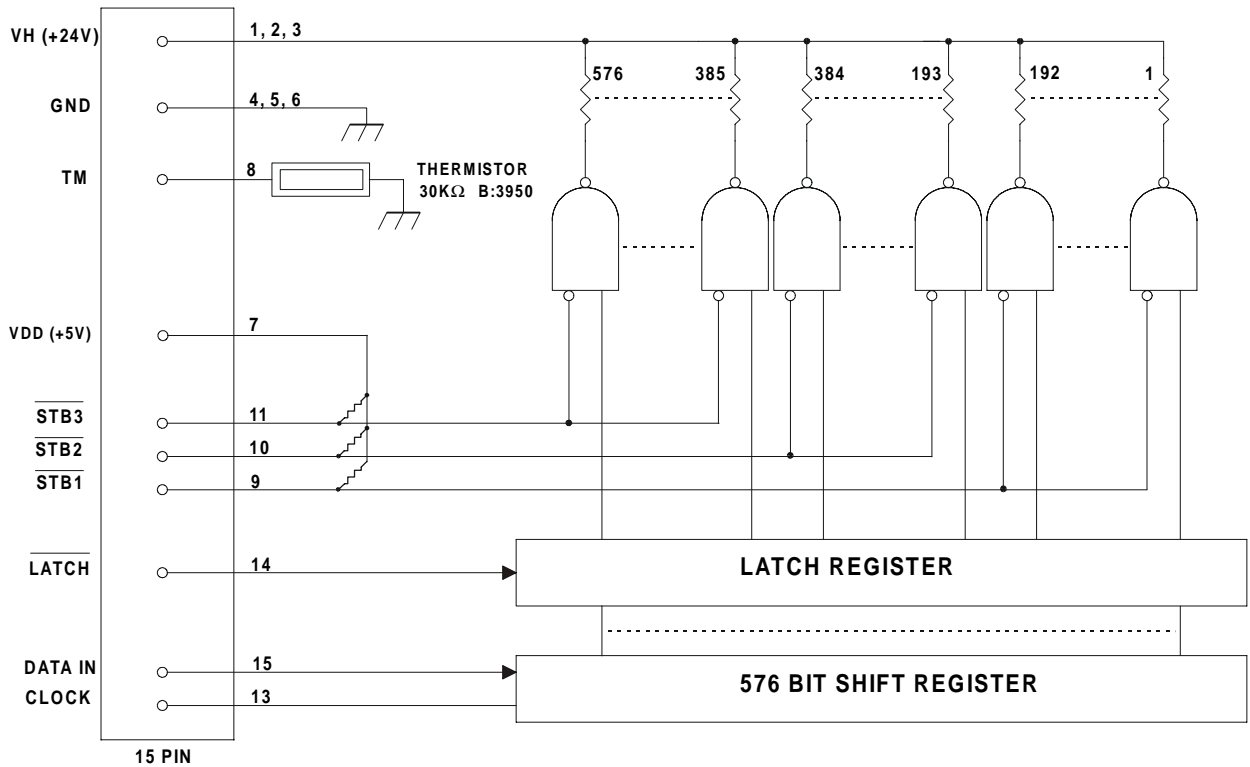 VH (+24V) 1, 2, 3
576 385 384 193 192 1
GND 4, 5, 6
TM 8 THERMISTOR
30KΩ B:3950
VDD (+5V) 7
STB3 11
STB2 10
STB1 9
LATCH 14 LATCH REGISTER
DATA IN 15
CLOCK 13 576 BIT SHIFT REGISTER
15 PIN